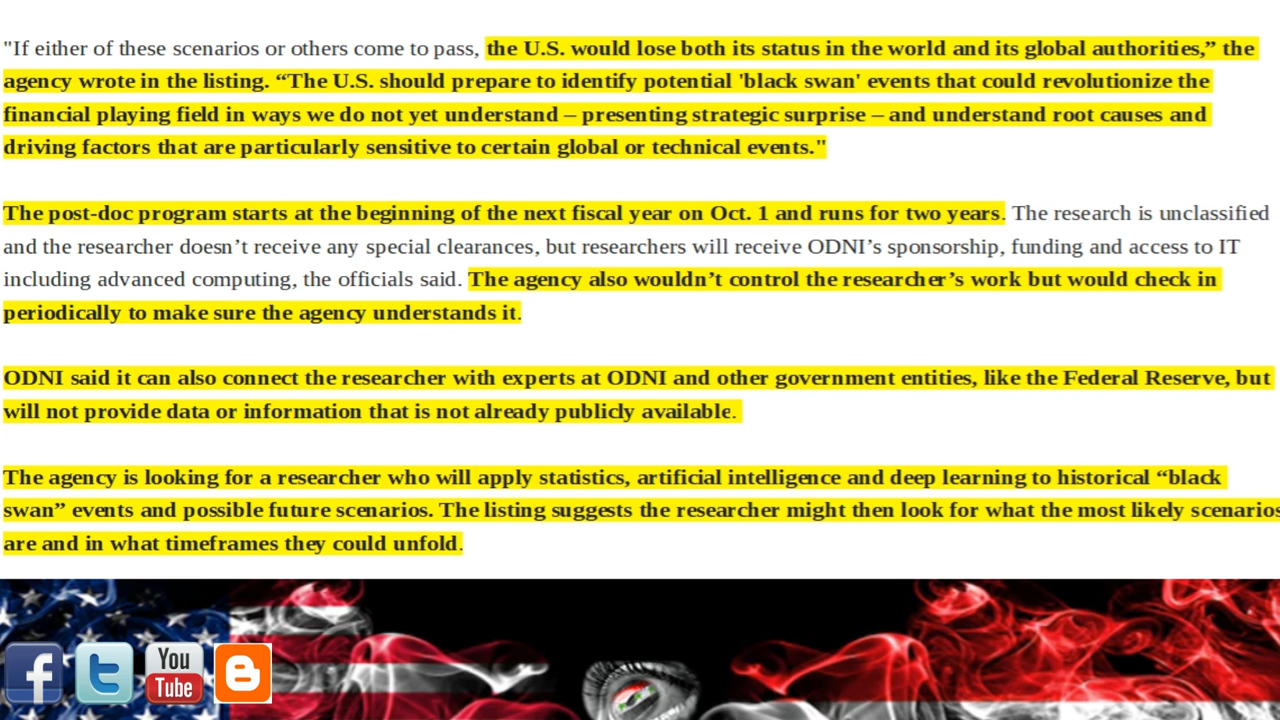 "If either of these scenarios or others come to pass, the U.S. would lose both its status in the world and its global authorities,” the
agency wrote in the listing. “The U.S. should prepare to identify potential 'black swan' events that could revolutionize the
financial playing field in ways we do not yet understand – presenting strategic surprise – and understand root causes and
driving factors that are particularly sensitive to certain global or technical events."
The post-doc program starts at the beginning of the next fiscal year on Oct. 1 and runs for two years. The research is unclassified
and the researcher doesn’t receive any special clearances, but researchers will receive ODNI’s sponsorship, funding and access to IT
including advanced computing, the officials said. The agency also wouldn’t control the researcher’s work but would check in
periodically to make sure the agency understands it.
ODNI said it can also connect the researcher with experts at ODNI and other government entities, like the Federal Reserve, but
will not provide data or information that is not already publicly available.
The agency is looking for a researcher who will apply statistics, artificial intelligence and deep learning to historical “black
swan” events and possible future scenarios. The listing suggests the researcher might then look for what the most likely scenarios
are and in what timeframes they could unfold.
f t You
Tube B